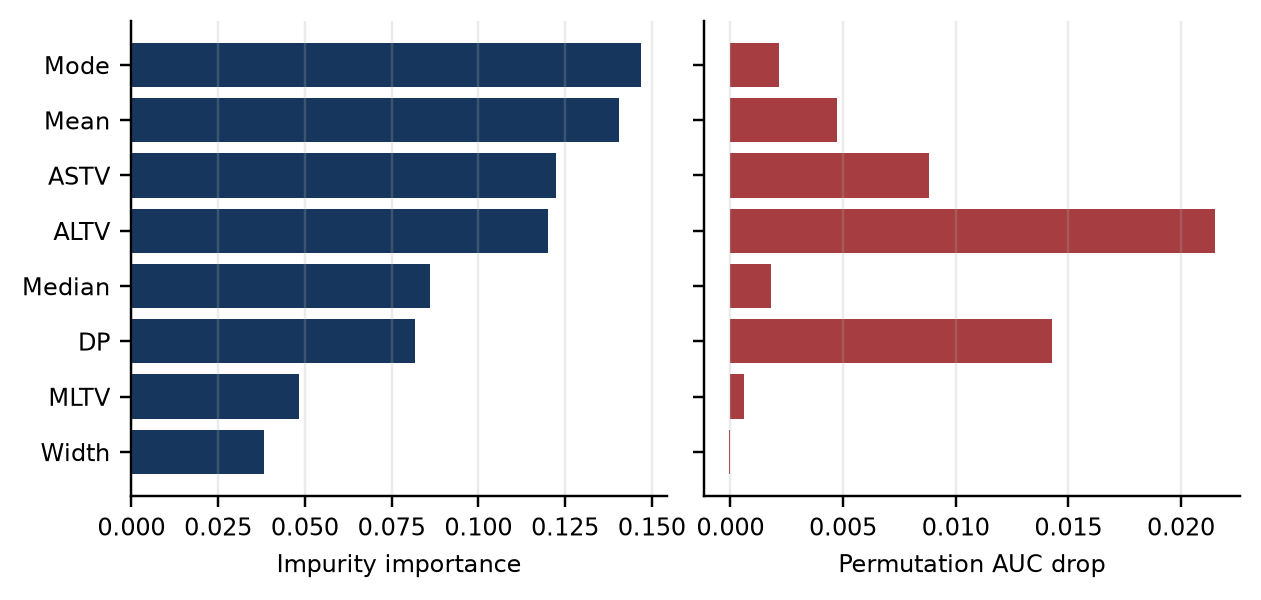 Mode
Mean
ASTV
ALTV
Median
DP
MLTV
Width
0.000 0.025 0.050 0.075 0.100 0.125 0.150
Impurity importance
0.000 0.005 0.010 0.015 0.020
Permutation AUC drop